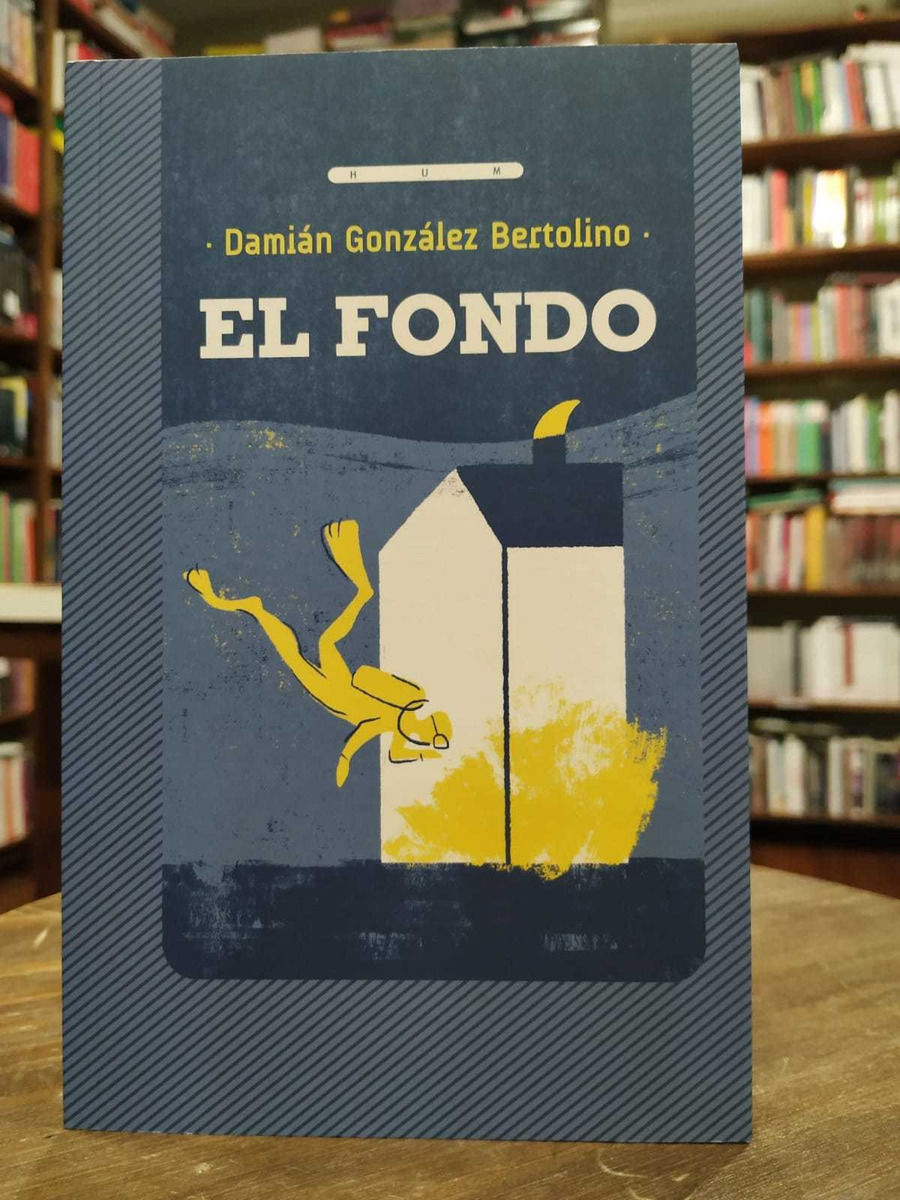 H U M
· Damián González Bertolino ·
EL FONDO